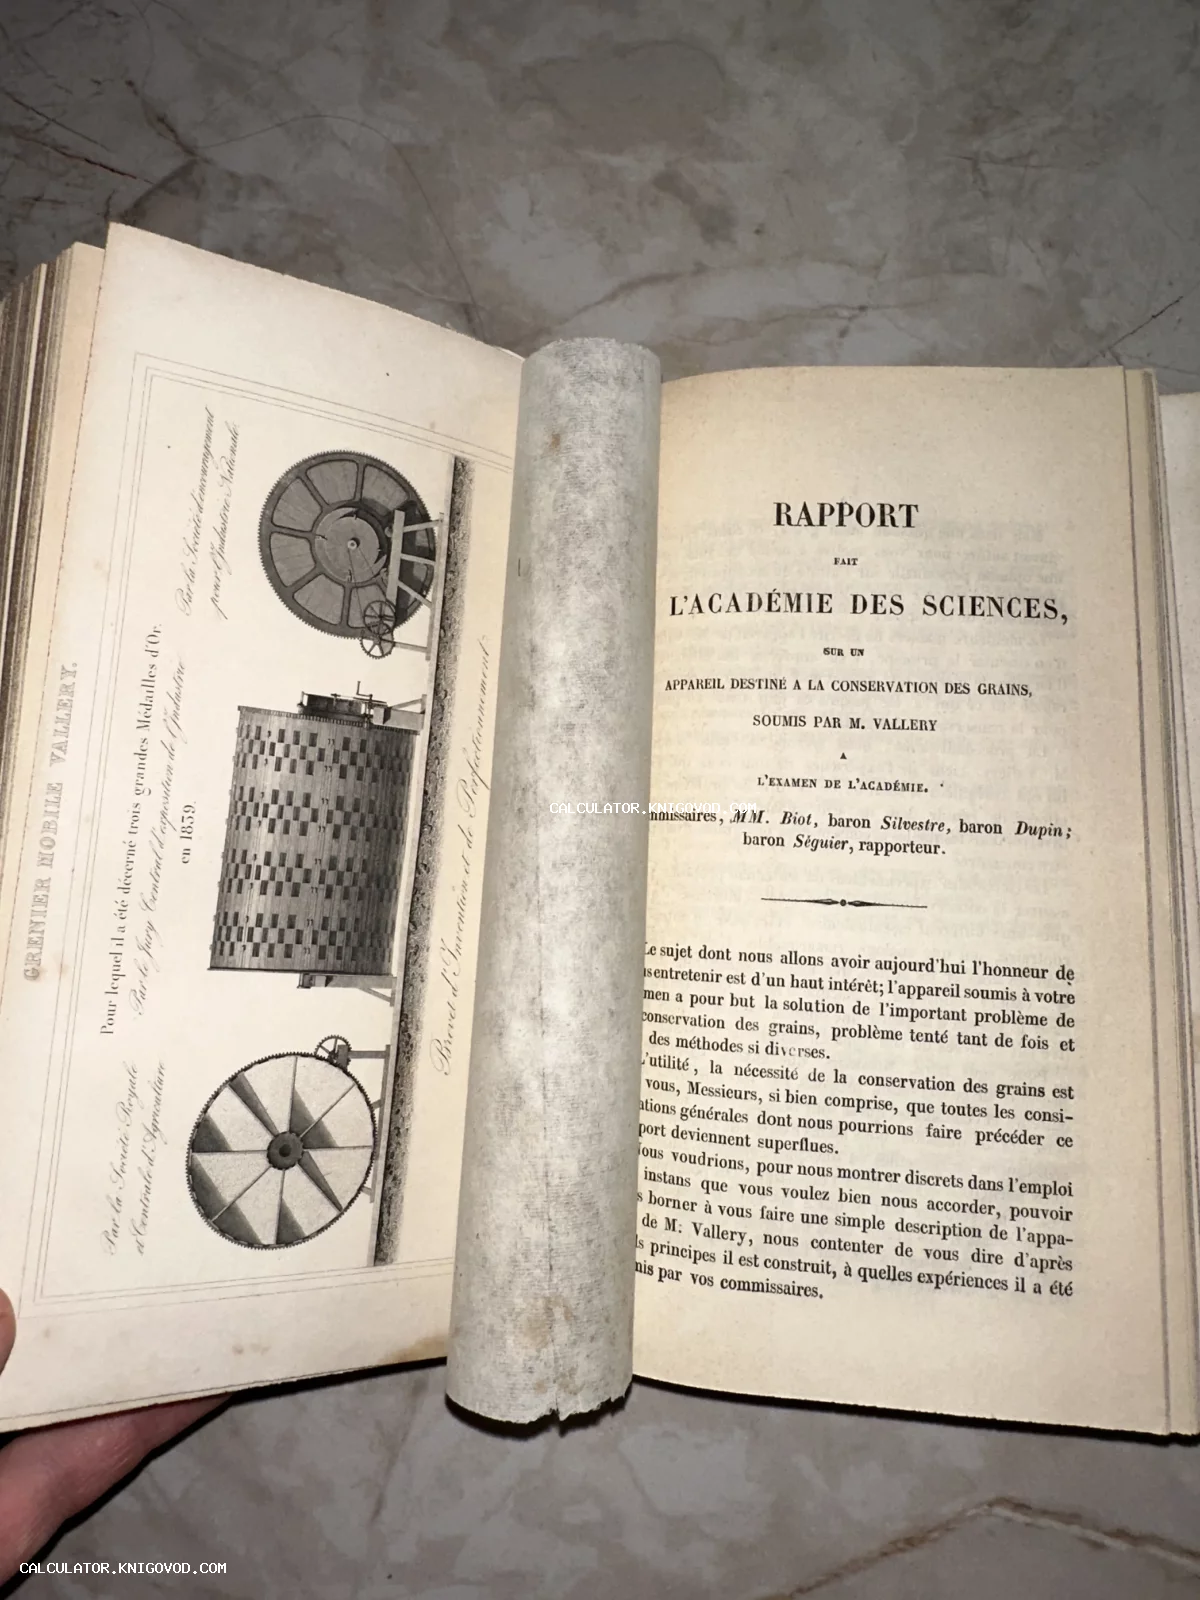 GRENIER MOBILE VALLERY.
Pour lequel il a été décerné trois grandes Médailles d'Or.
Par la Société Royale
et Centrale d'Agriculture
Par le Jury Central d'exposition de l'Industrie
en 1839.
Par la Société d'encouragement
pour l'Industrie Nationale.
Brevet d'Invention et de Perfectionnement.
RAPPORT
FAIT
L'ACADÉMIE DES SCIENCES,
SUR UN
APPAREIL DESTINÉ A LA CONSERVATION DES GRAINS,
SOUMIS PAR M. VALLERY
A
L'EXAMEN DE L'ACADÉMIE.
mmissaires, MM. Biot, baron Silvestre, baron Dupin;
baron Séguier, rapporteur.
Le sujet dont nous allons avoir aujourd'hui l'honneur de
us entretenir est d'un haut intérêt; l'appareil soumis à votre
men a pour but la solution de l'important problème de
conservation des grains, problème tenté tant de fois et
des méthodes si diverses.
L'utilité, la nécessité de la conservation des grains est
vous, Messieurs, si bien comprise, que toutes les consi-
ations générales dont nous pourrions faire précéder ce
port deviennent superflues.
ous voudrions, pour nous montrer discrets dans l'emploi
instans que vous voulez bien nous accorder, pouvoir
s borner à vous faire une simple description de l'appa-
de M. Vallery, nous contenter de vous dire d'après
ls principes il est construit, à quelles expériences il a été
mis par vos commissaires.
CALCULATOR.KNIGOVOD.COM
CALCULATOR.KNIGOVOD.COM